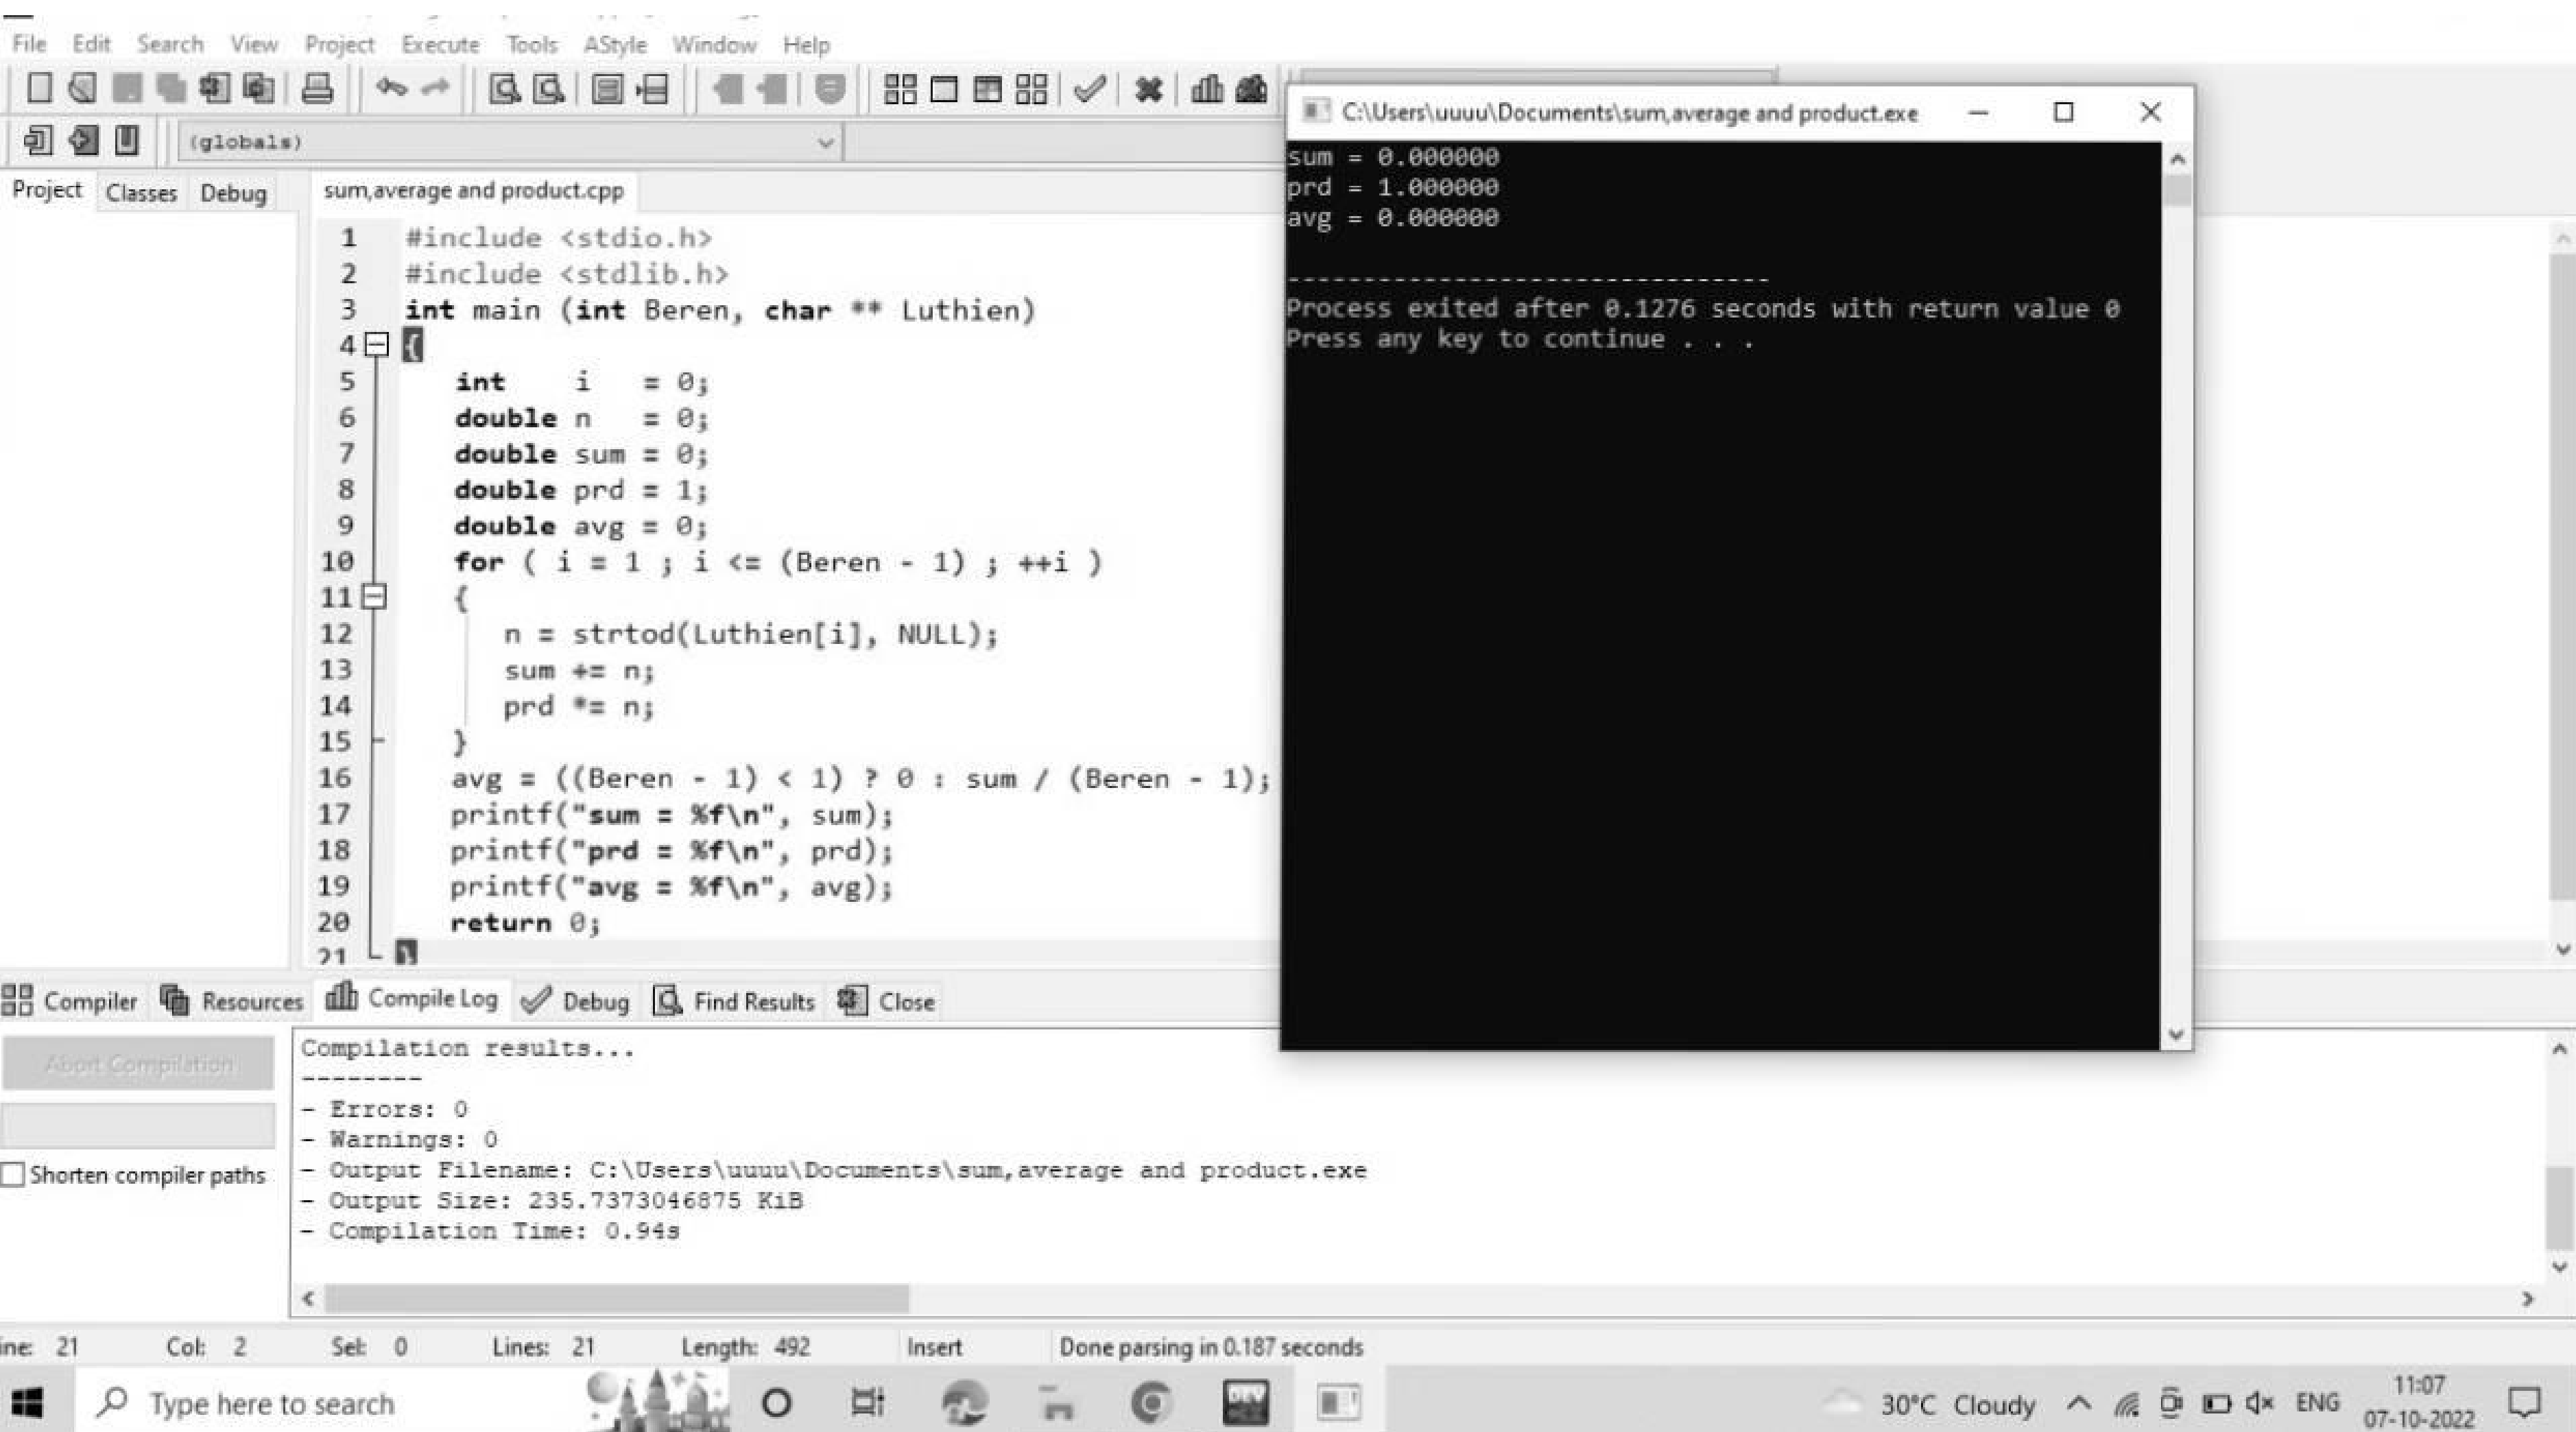 File Edit Search View Project Execute Tools AStyle Window Help
(globals)
Project Classes Debug
sum,average and product.cpp
1 #include <stdio.h>
2 #include <stdlib.h>
3 int main (int Beren, char ** Luthien)
4 {
5 int i = 0;
6 double n = 0;
7 double sum = 0;
8 double prd = 1;
9 double avg = 0;
10 for ( i = 1 ; i <= (Beren - 1) ; ++i )
11 {
12 n = strtod(Luthien[i], NULL);
13 sum += n;
14 prd *= n;
15 }
16 avg = ((Beren - 1) < 1) ? 0 : sum / (Beren - 1);
17 printf("sum = %f\n", sum);
18 printf("prd = %f\n", prd);
19 printf("avg = %f\n", avg);
20 return 0;
21 }
C:\Users\uuuu\Documents\sum,average and product.exe
sum = 0.000000
prd = 1.000000
avg = 0.000000
--------------------------------
Process exited after 0.1276 seconds with return value 0
Press any key to continue . . .
Compiler Resources Compile Log Debug Find Results Close
Abort Compilation
Shorten compiler paths
Compilation results...
--------
- Errors: 0
- Warnings: 0
- Output Filename: C:\Users\uuuu\Documents\sum,average and product.exe
- Output Size: 235.7373046875 KiB
- Compilation Time: 0.94s
ine: 21 Col: 2 Sel: 0 Lines: 21 Length: 492 Insert Done parsing in 0.187 seconds
Type here to search
DEV
30°C Cloudy
ENG
11:07
07-10-2022